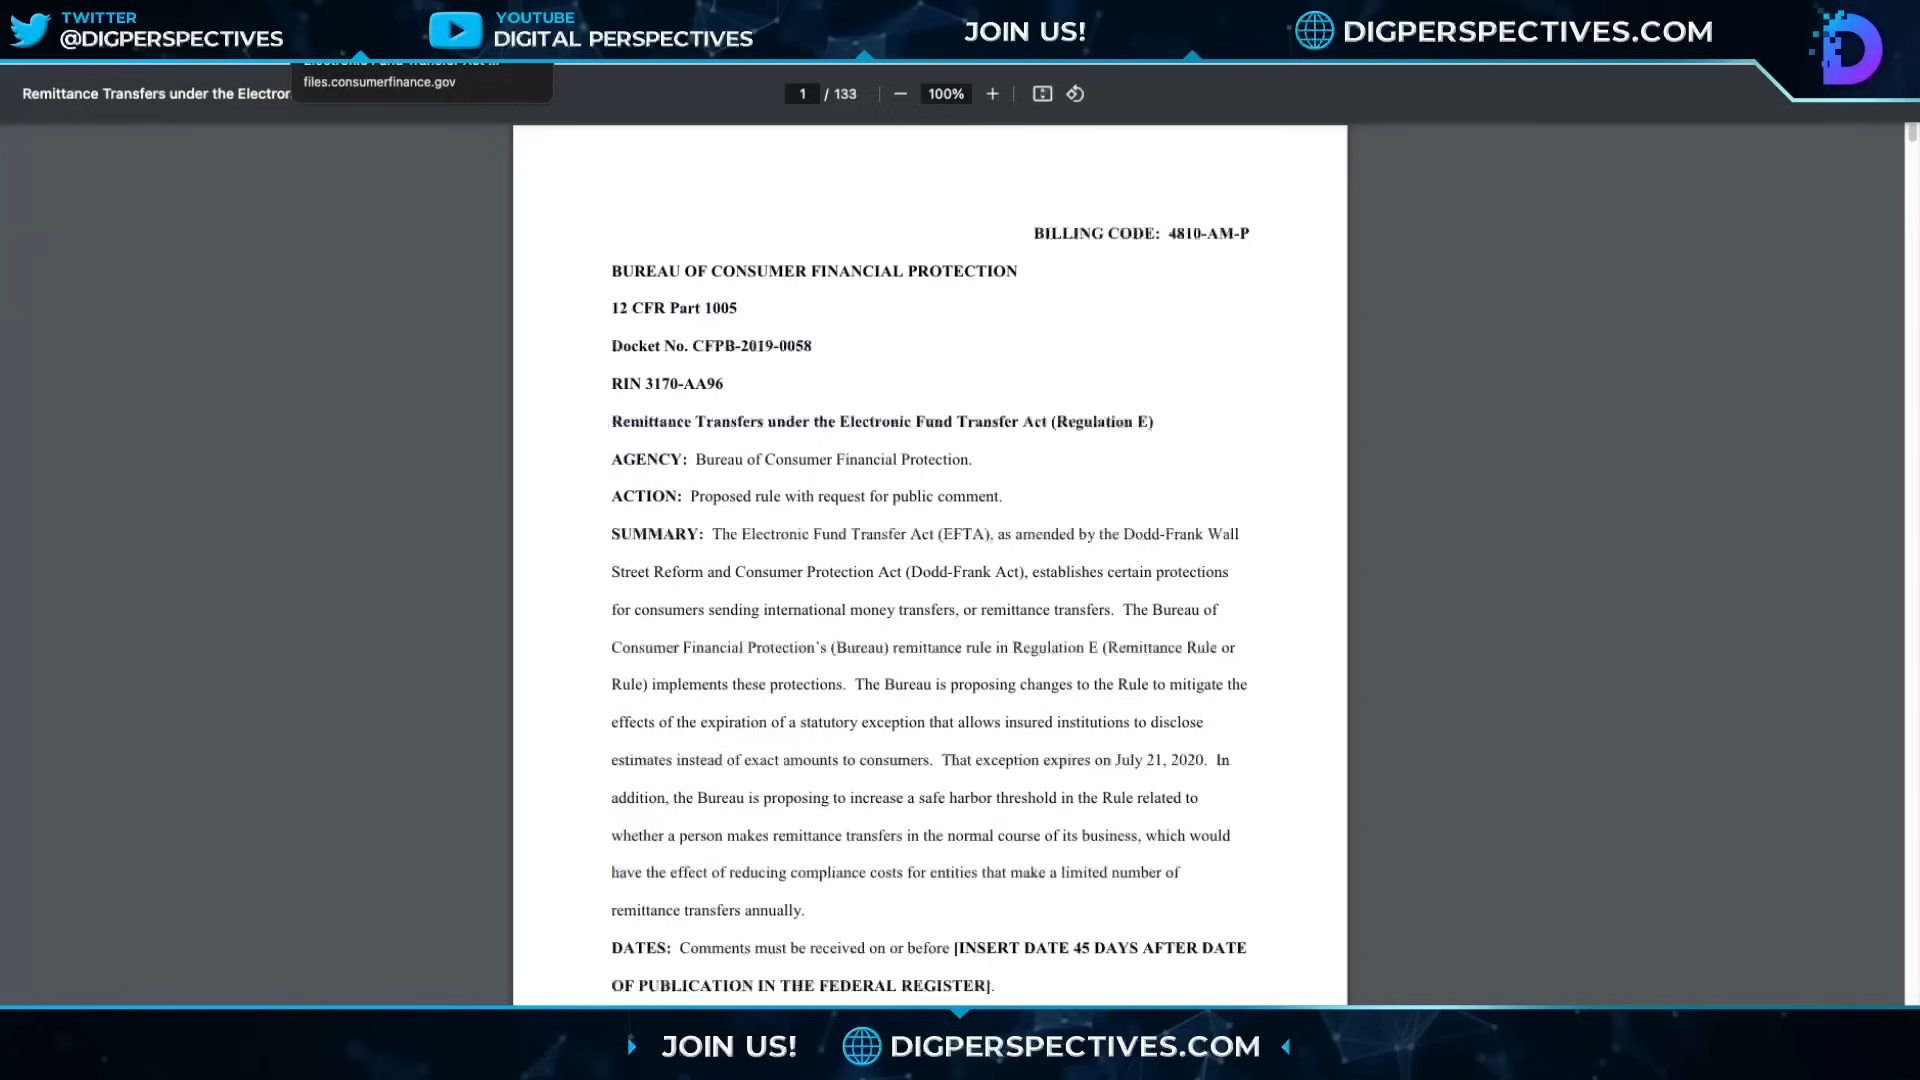 TWITTER
@DIGPERSPECTIVES
YOUTUBE
DIGITAL PERSPECTIVES
JOIN US!
DIGPERSPECTIVES.COM
files.consumerfinance.gov
Remittance Transfers under the Electron
1 / 133
100%
BILLING CODE: 4810-AM-P
BUREAU OF CONSUMER FINANCIAL PROTECTION
12 CFR Part 1005
Docket No. CFPB-2019-0058
RIN 3170-AA96
Remittance Transfers under the Electronic Fund Transfer Act (Regulation E)
AGENCY: Bureau of Consumer Financial Protection.
ACTION: Proposed rule with request for public comment.
SUMMARY: The Electronic Fund Transfer Act (EFTA), as amended by the Dodd-Frank Wall
Street Reform and Consumer Protection Act (Dodd-Frank Act), establishes certain protections
for consumers sending international money transfers, or remittance transfers. The Bureau of
Consumer Financial Protection's (Bureau) remittance rule in Regulation E (Remittance Rule or
Rule) implements these protections. The Bureau is proposing changes to the Rule to mitigate the
effects of the expiration of a statutory exception that allows insured institutions to disclose
estimates instead of exact amounts to consumers. That exception expires on July 21, 2020. In
addition, the Bureau is proposing to increase a safe harbor threshold in the Rule related to
whether a person makes remittance transfers in the normal course of its business, which would
have the effect of reducing compliance costs for entities that make a limited number of
remittance transfers annually.
DATES: Comments must be received on or before [INSERT DATE 45 DAYS AFTER DATE
OF PUBLICATION IN THE FEDERAL REGISTER].
JOIN US!
DIGPERSPECTIVES.COM